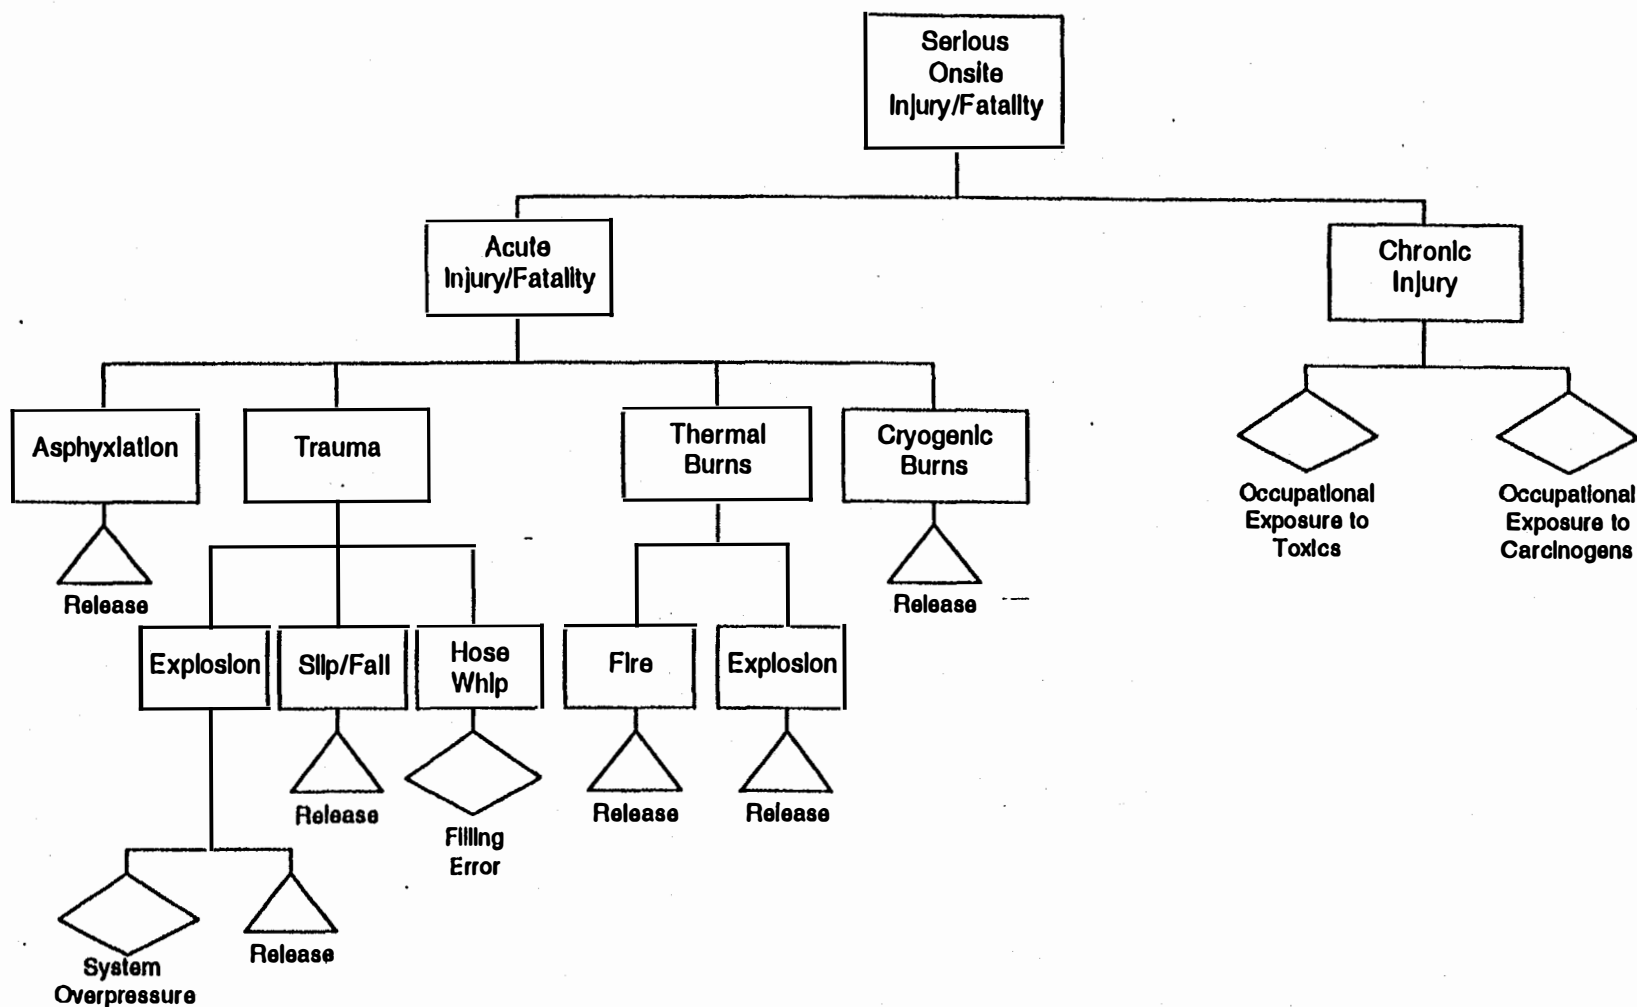 Serious
Onsite
Injury/Fatality
Acute
Injury/Fatality
Chronic
Injury
Asphyxiation
Trauma
Thermal
Burns
Cryogenic
Burns
Occupational
Exposure to
Toxics
Occupational
Exposure to
Carcinogens
Release
Release
Explosion
Slip/Fall
Hose
Whip
Fire
Explosion
Release
Filling
Error
Release
Release
System
Overpressure
Release